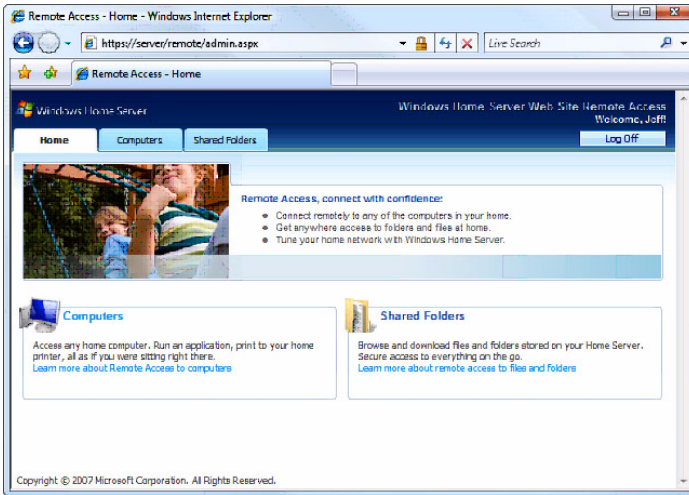 Remote Access - Home - Windows Internet Explorer
https://server/remote/admin.aspx
Live Search
Remote Access - Home
Windows Home Server
Windows Home Server Web Site Remote Access
Welcome, Jeff!
Home
Computers
Shared Folders
Log Off
Remote Access, connect with confidence:
Connect remotely to any of the computers in your home.
Get anywhere access to folders and files at home.
Tune your home network with Windows Home Server.
Computers
Access any home computer. Run an application, print to your home
printer, all as if you were sitting right there.
Learn more about Remote Access to computers
Shared Folders
Browse and download files and folders stored on your Home Server.
Secure access to everything on the go.
Learn more about remote access to files and folders
Copyright © 2007 Microsoft Corporation. All Rights Reserved.